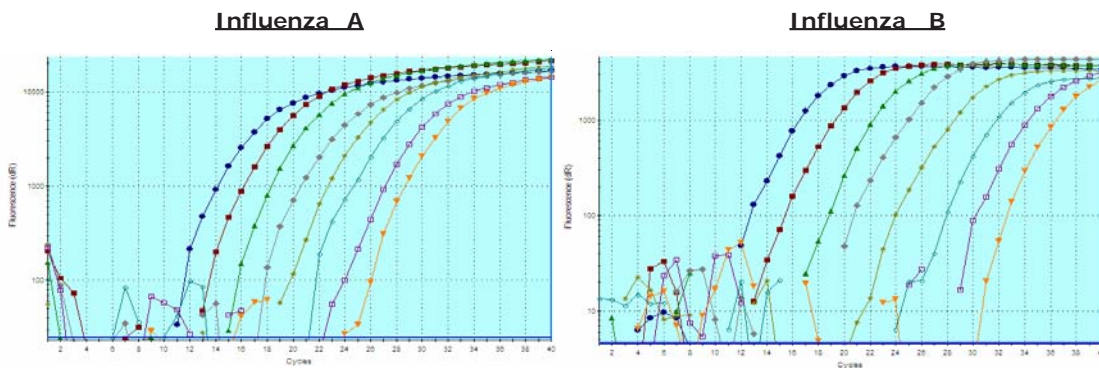 Influenza A
Influenza B
Fluorescence (dR)
10000
1000
100
2 4 6 8 10 12 14 16 18 20 22 24 26 28 30 32 34 36 38 40
Cycles
Fluorescence (dR)
1000
100
10
2 4 6 8 10 12 14 16 18 20 22 24 26 28 30 32 34 36 38
Cycles